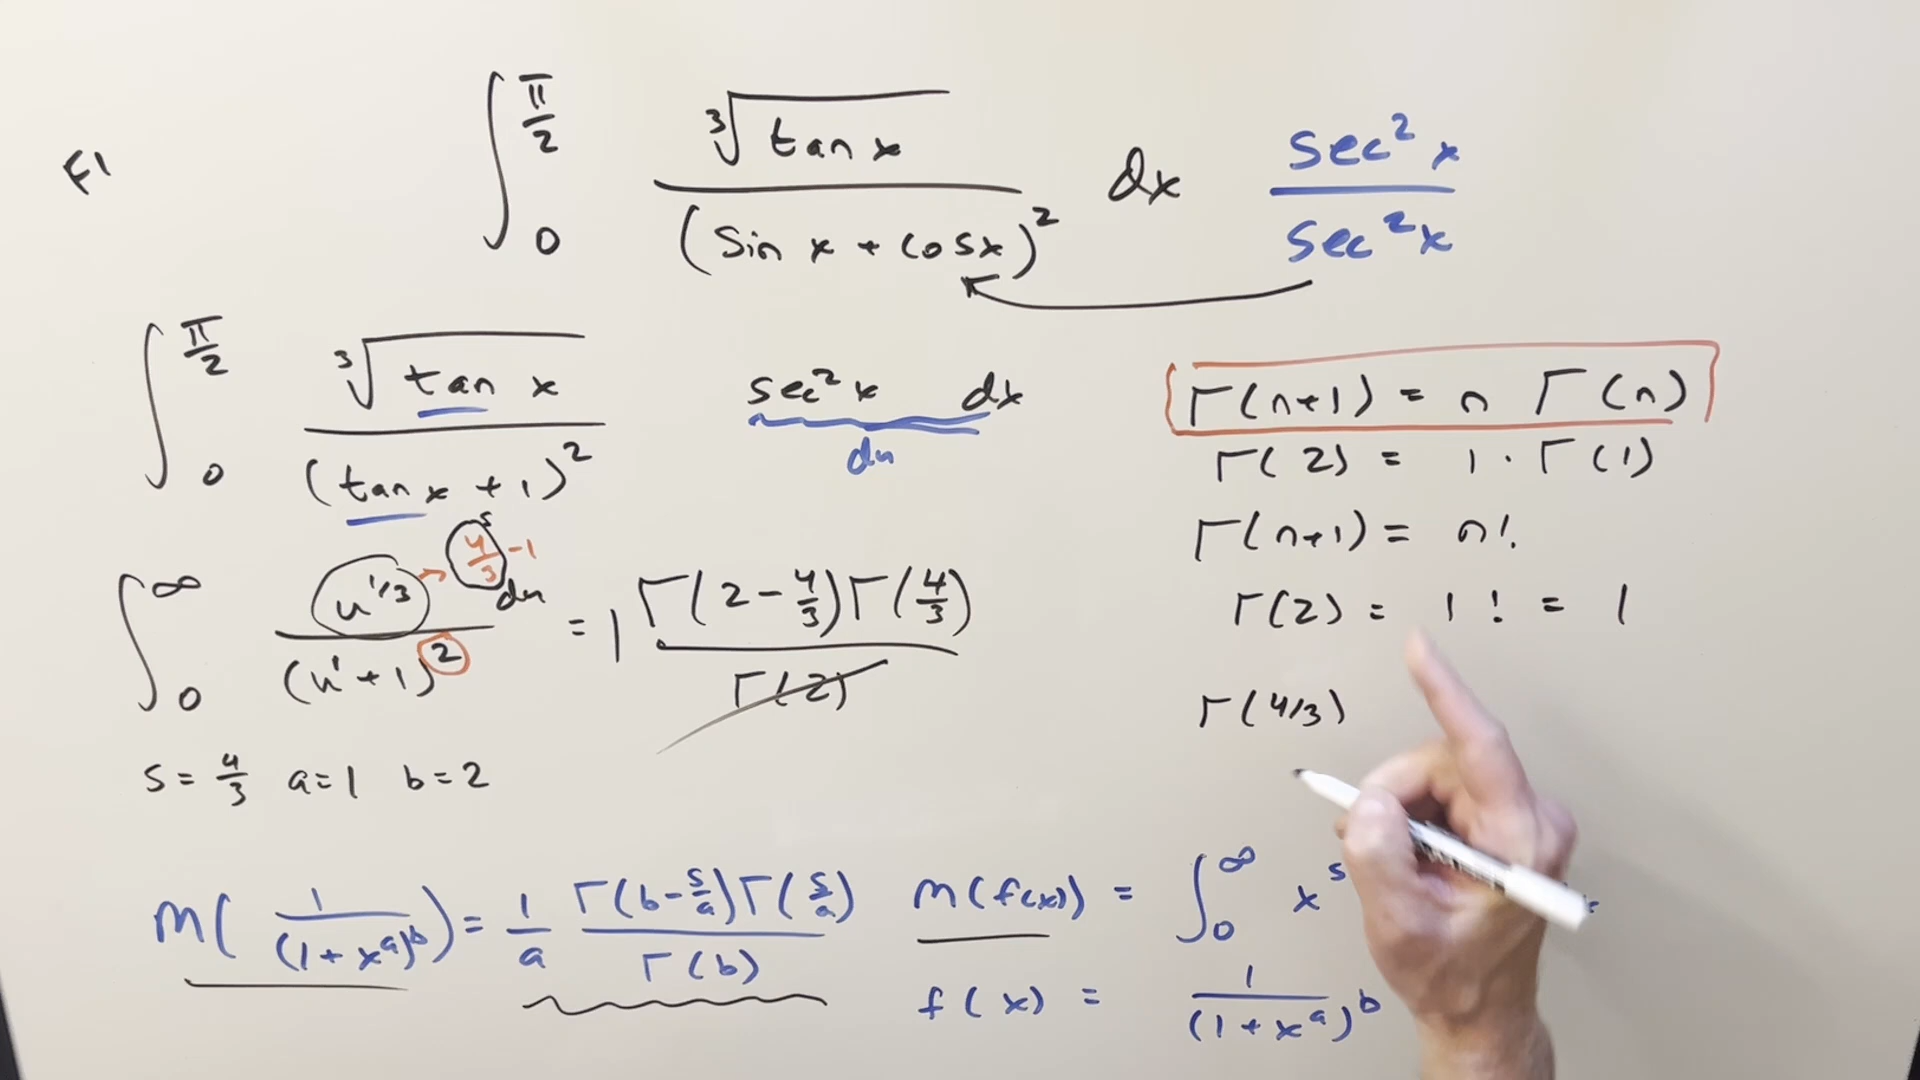 F1
∫₀^(π/2) ∛(tan x) / (sin x + cosx)² dx sec²x / sec²x
∫₀^(π/2) ∛(tan x) / (tan x + 1)² sec²x dx
du
Γ(n+1) = n Γ(n)
Γ(2) = 1 · Γ(1)
Γ(n+1) = n!
Γ(2) = 1! = 1
Γ(4/3)
∫₀^∞ u^(1/3) → s 4/3 -1 du / (u¹+1)² = 1 Γ(2-4/3)Γ(4/3) / Γ(2)
s = 4/3 a=1 b=2
M( 1/(1+x^a)^b ) = 1/a Γ(b-s/a)Γ(s/a) / Γ(b)
M(f(x)) = ∫₀^∞ x^s
f(x) = 1/(1+x^a)^b